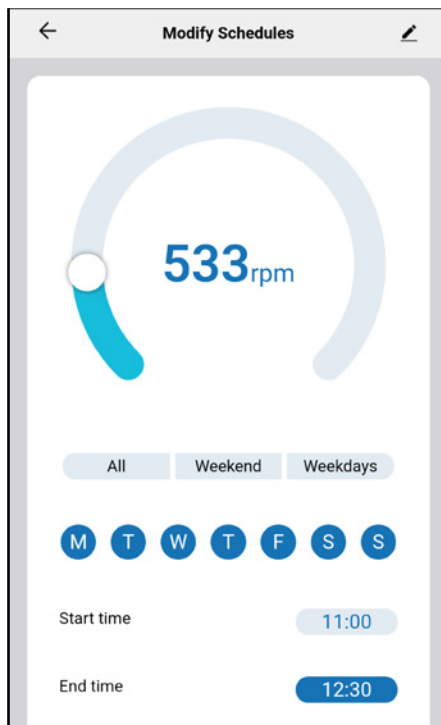 Modify Schedules
533rpm
All Weekend Weekdays
M T W T F S S
Start time 11:00
End time 12:30